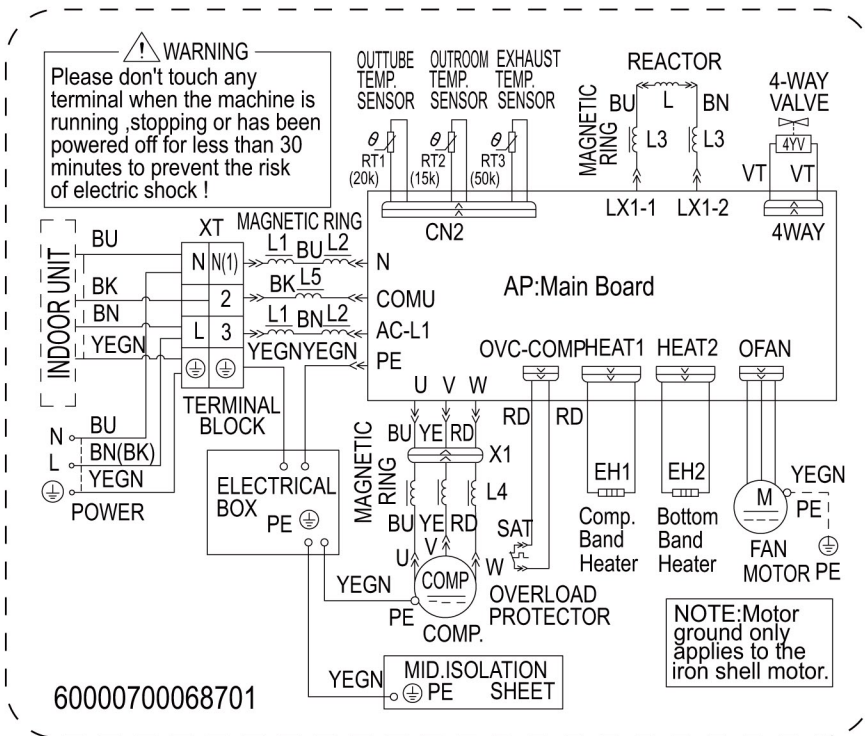 WARNING
Please don't touch any
terminal when the machine is
running ,stopping or has been
powered off for less than 30
minutes to prevent the risk
of electric shock !
OUTTUBE
TEMP.
SENSOR
OUTROOM
TEMP.
SENSOR
EXHAUST
TEMP.
SENSOR
θ
RT1
(20k)
θ
RT2
(15k)
θ
RT3
(50k)
CN2
REACTOR
BU
L
BN
MAGNETIC
RING
L3
L3
LX1-1
LX1-2
4-WAY
VALVE
4YV
VT
VT
4WAY
INDOOR UNIT
BU
BK
BN
YEGN
XT
N
N(1)
2
L
3
TERMINAL
BLOCK
MAGNETIC RING
L1
BU
L2
N
BK
L5
COMU
L1
BN
L2
AC-L1
YEGN
YEGN
PE
AP:Main Board
N
BU
L
BN(BK)
YEGN
POWER
ELECTRICAL
BOX
PE
U
V
W
BU
YE
RD
X1
MAGNETIC
RING
L4
BU
YE
RD
U
V
W
COMP
YEGN
PE
COMP.
OVC-COMP
RD
RD
SAT
OVERLOAD
PROTECTOR
HEAT1
EH1
Comp.
Band
Heater
HEAT2
EH2
Bottom
Band
Heater
OFAN
M
YEGN
PE
FAN
MOTOR
PE
YEGN
MID.ISOLATION
PE
SHEET
NOTE:Motor
ground only
applies to the
iron shell motor.
60000700068701